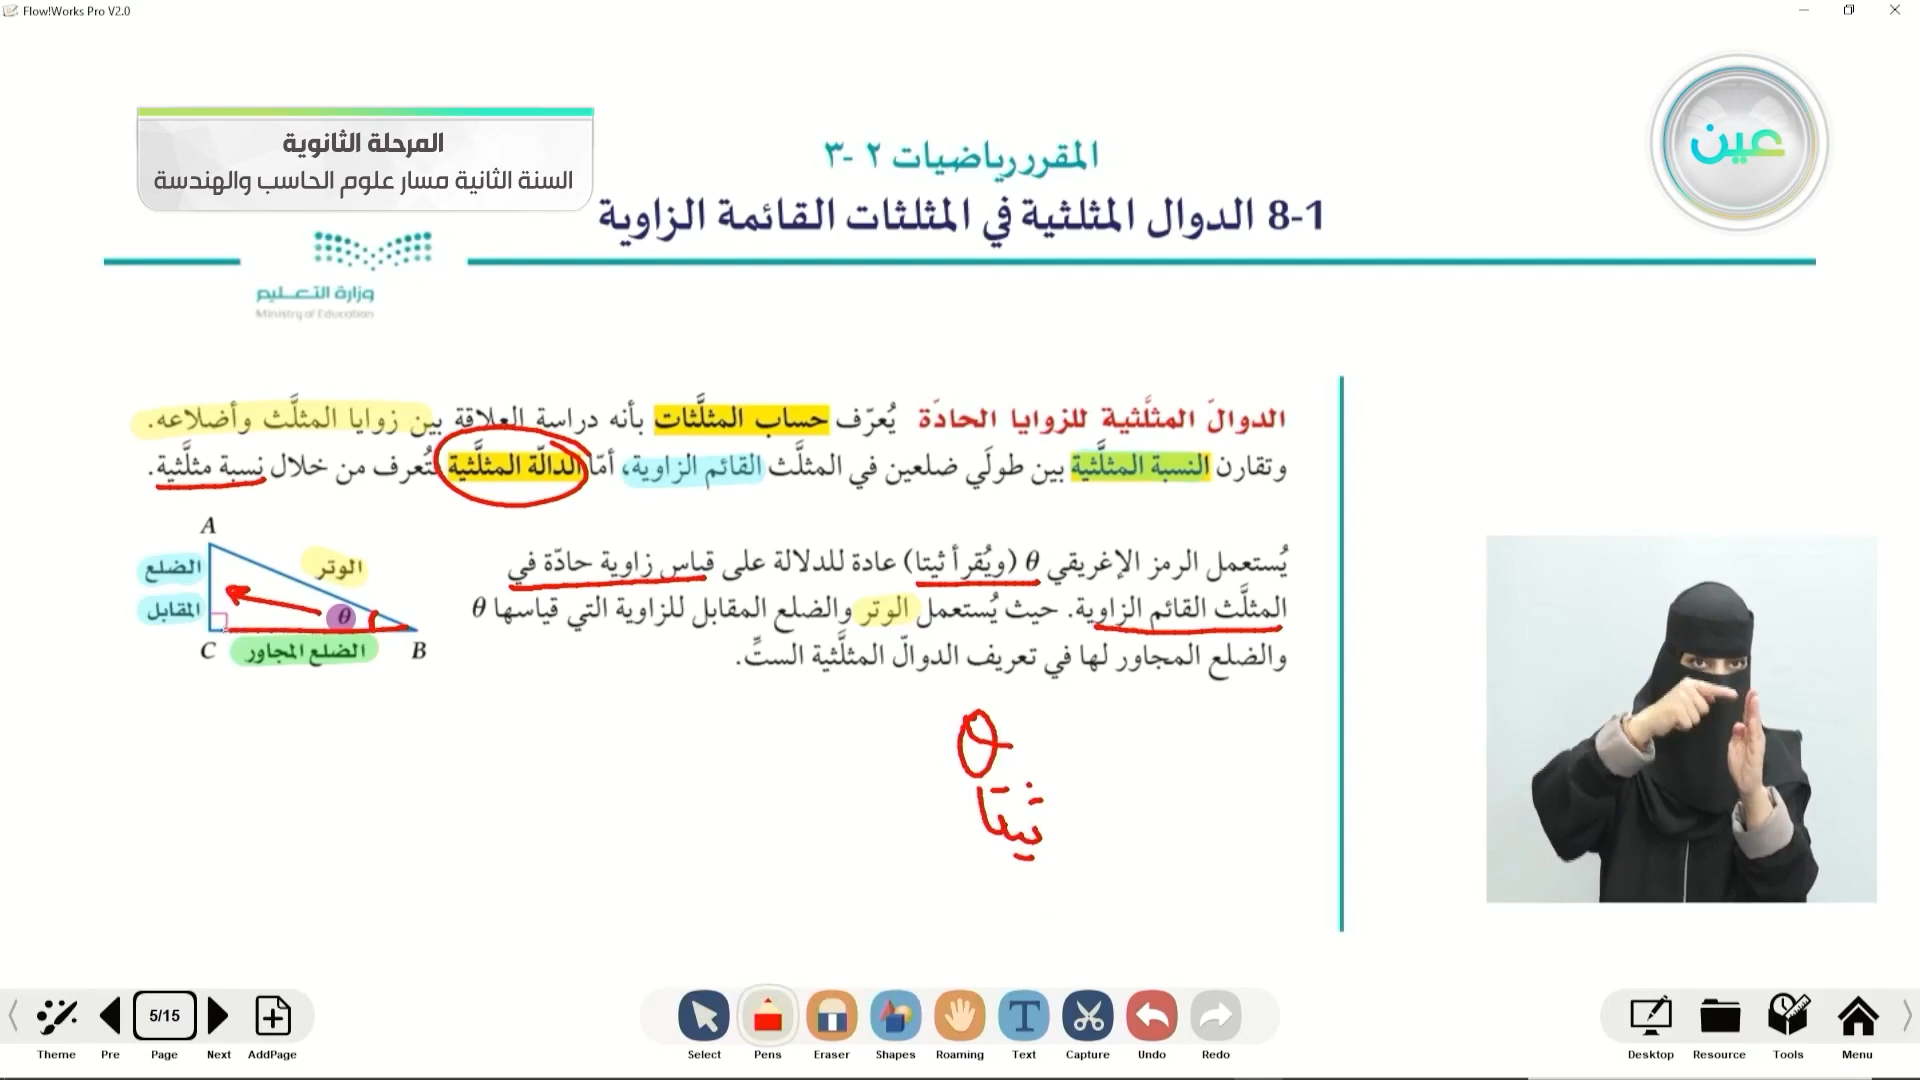 Flow!Works Pro V2.0
عين
المرحلة الثانوية
السنة الثانية مسار علوم الحاسب والهندسة
المقرر رياضيات ٢ -٣
8-1 الدوال المثلثية في المثلثات القائمة الزاوية
وزارة التعليم
Ministry of Education
الدوالّ المثلَّثية للزوايا الحادّة يُعرّف حساب المثلَّثات بأنه دراسة العلاقة بين زوايا المثلَّث وأضلاعه.
وتقارن النسبة المثلَّثية بين طولَي ضلعين في المثلَّث القائم الزاوية، أمّا الدالّة المثلَّثية فتُعرف من خلال نسبة مثلَّثية.
يُستعمل الرمز الإغريقي θ (ويُقرأ ثيتا) عادة للدلالة على قياس زاوية حادّة في
المثلَّث القائم الزاوية. حيث يُستعمل الوتر والضلع المقابل للزاوية التي قياسها θ
والضلع المجاور لها في تعريف الدوالّ المثلَّثية الستِّ.
A
الوتر
الضلع
المقابل
θ
C
الضلع المجاور
B
θ
ثيتا
5/15
Theme
Pre
Page
Next
AddPage
Select
Pens
Eraser
Shapes
Roaming
T
Text
Capture
Undo
Redo
Desktop
Resource
Tools
Menu